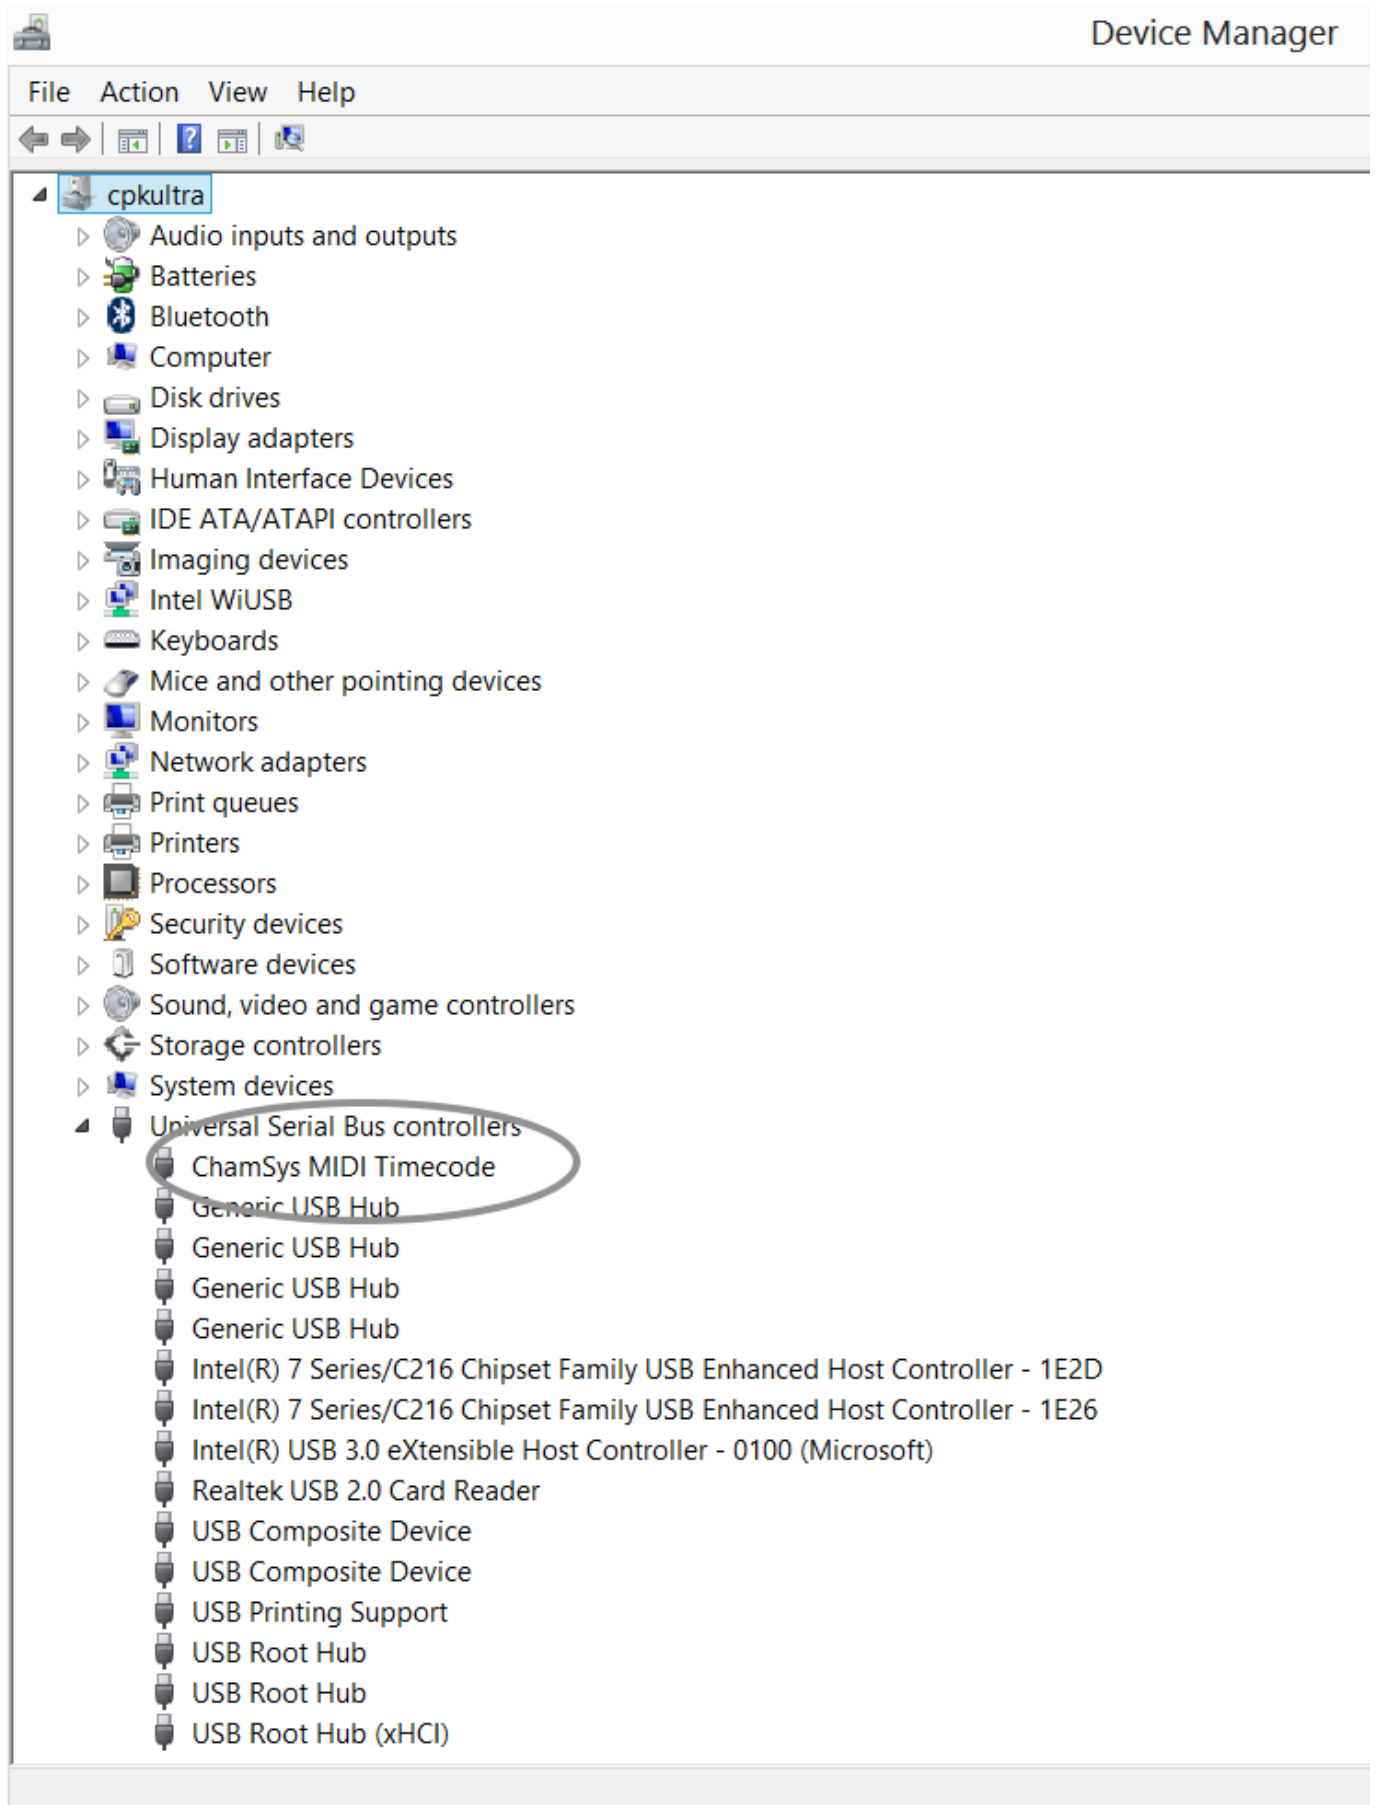 Device Manager
File Action View Help
cpkultra
Audio inputs and outputs
Batteries
Bluetooth
Computer
Disk drives
Display adapters
Human Interface Devices
IDE ATA/ATAPI controllers
Imaging devices
Intel WiUSB
Keyboards
Mice and other pointing devices
Monitors
Network adapters
Print queues
Printers
Processors
Security devices
Software devices
Sound, video and game controllers
Storage controllers
System devices
Universal Serial Bus controllers
ChamSys MIDI Timecode
Generic USB Hub
Generic USB Hub
Generic USB Hub
Generic USB Hub
Intel(R) 7 Series/C216 Chipset Family USB Enhanced Host Controller - 1E2D
Intel(R) 7 Series/C216 Chipset Family USB Enhanced Host Controller - 1E26
Intel(R) USB 3.0 eXtensible Host Controller - 0100 (Microsoft)
Realtek USB 2.0 Card Reader
USB Composite Device
USB Composite Device
USB Printing Support
USB Root Hub
USB Root Hub
USB Root Hub (xHCI)